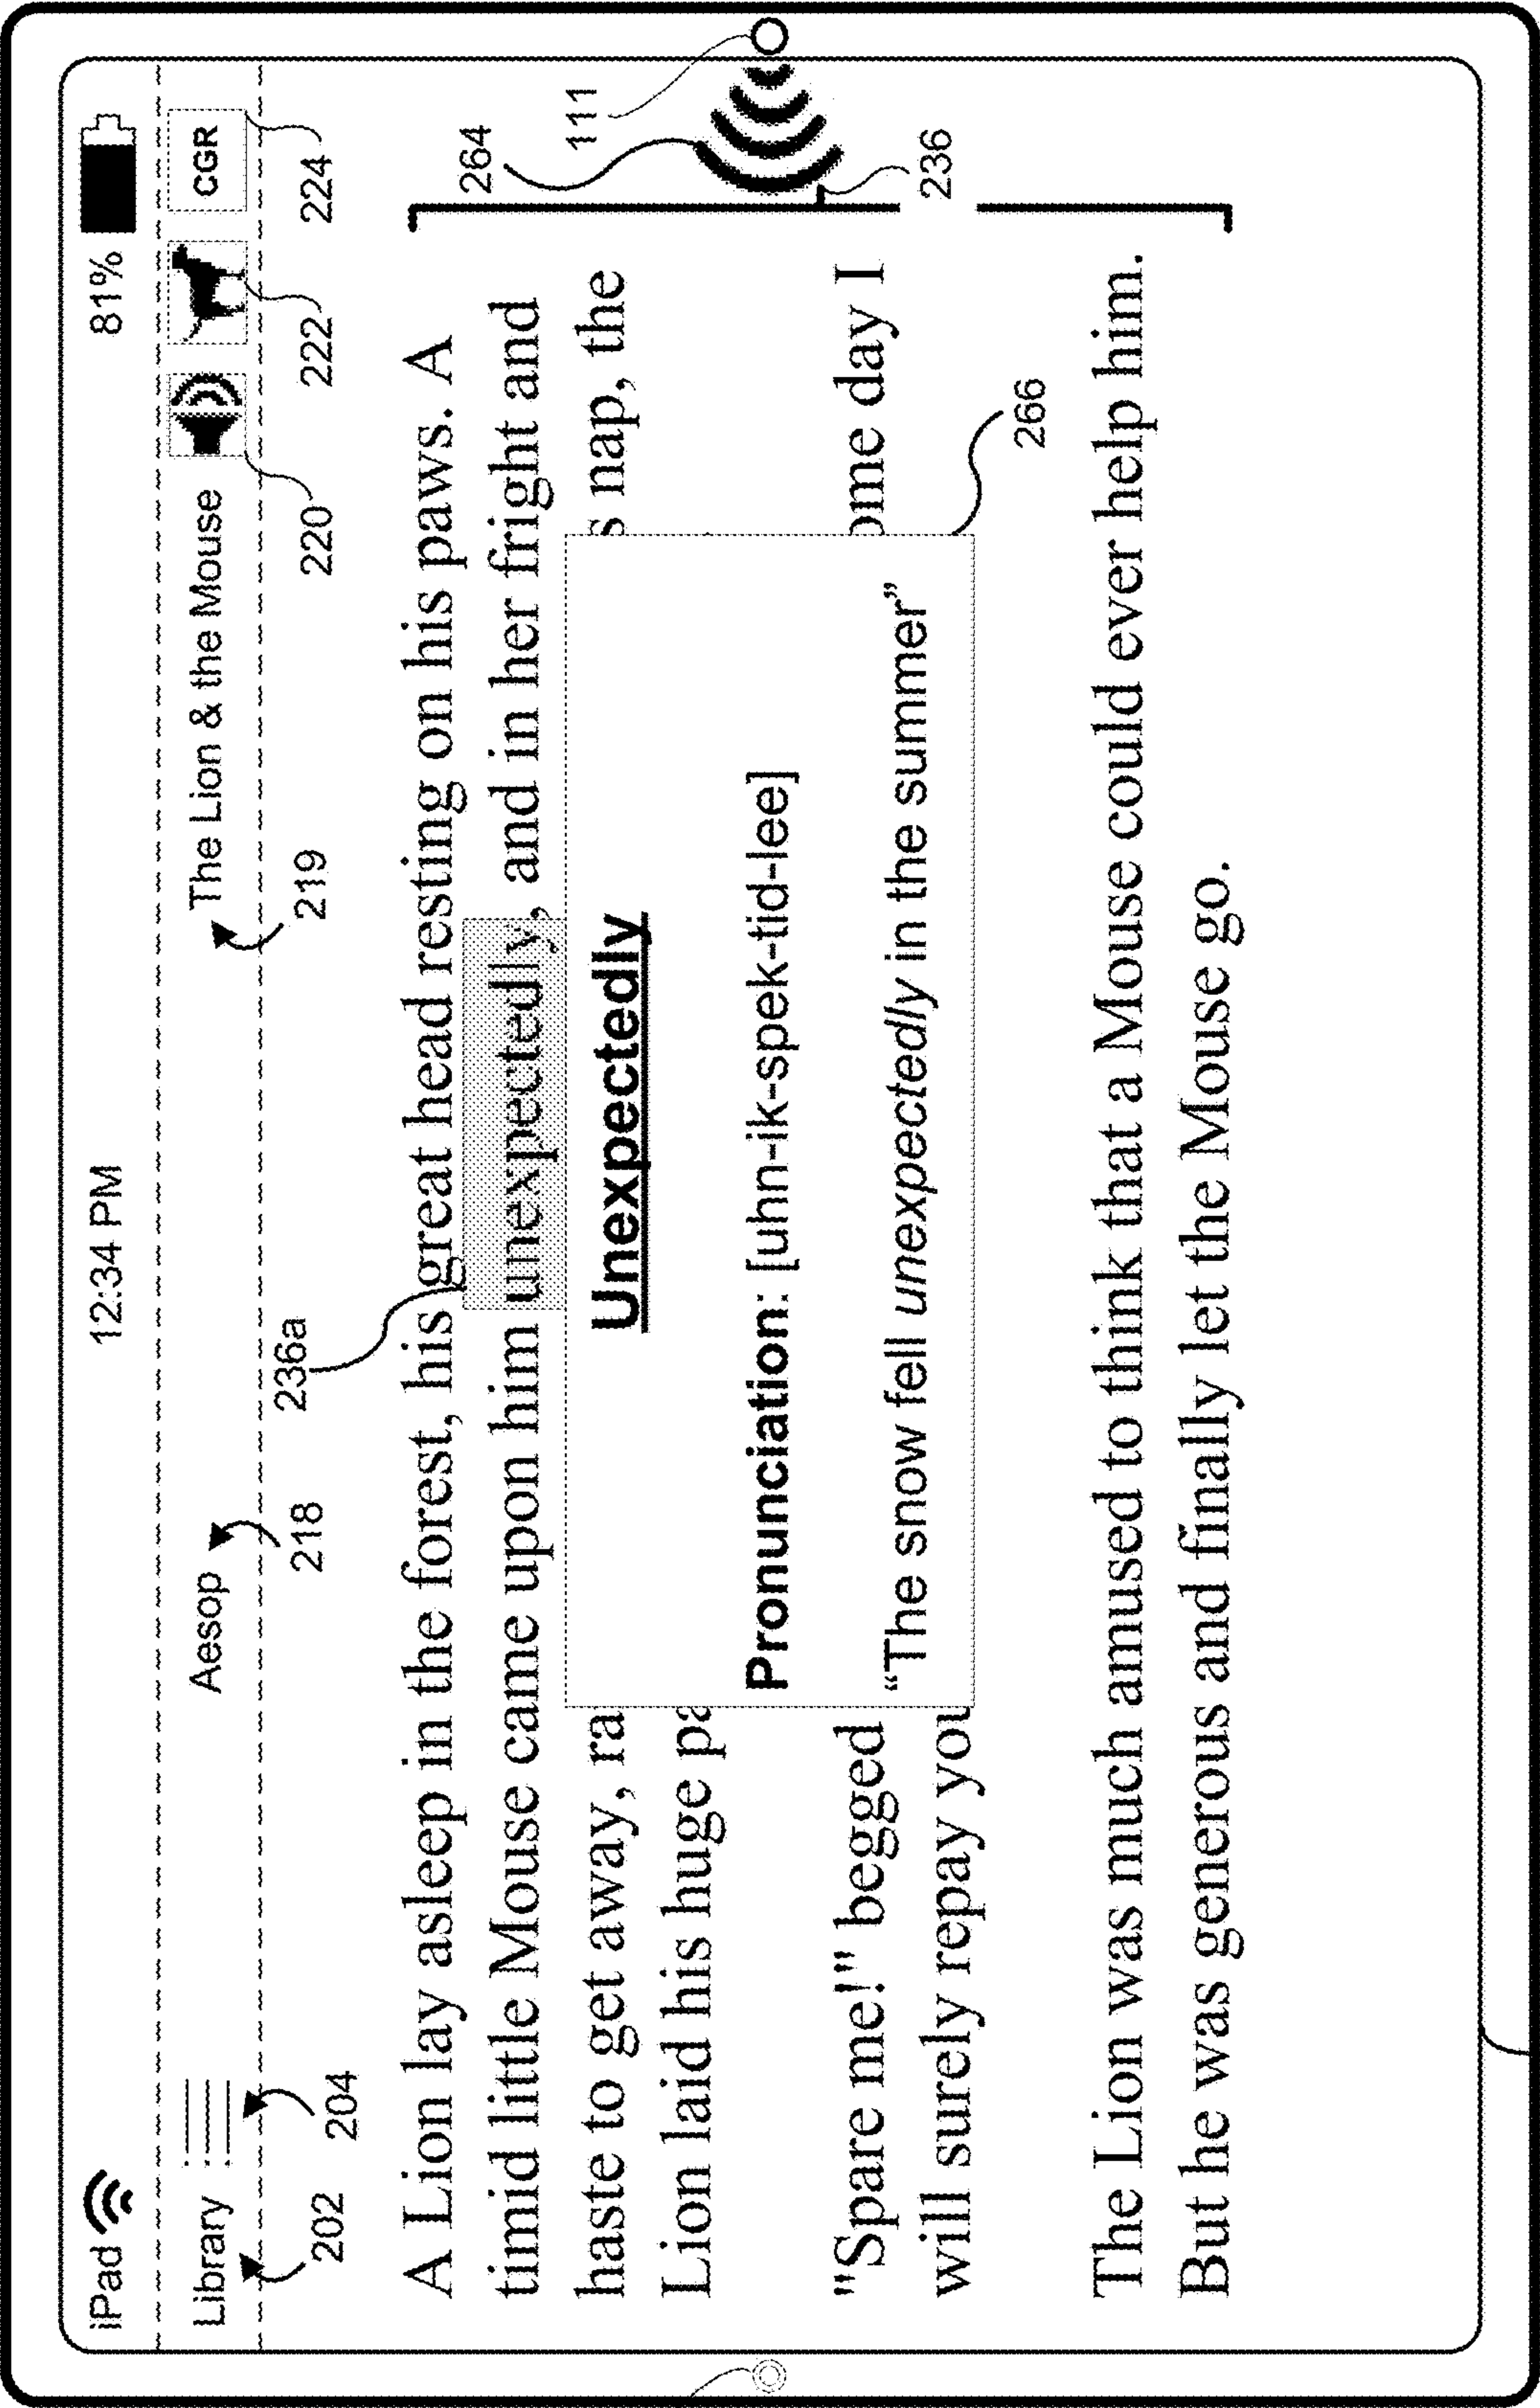 iPad 12:34 PM 81%
Library Aesop The Lion & the Mouse CGR
202 204 218 236a 219 220 222 224
A Lion lay asleep in the forest, his great head resting on his paws. A
timid little Mouse came upon him unexpectedly, and in her fright and
haste to get away, ra s nap, the
Lion laid his huge pa
"Spare me!" begged ome day I
will surely repay you
The Lion was much amused to think that a Mouse could ever help him.
But he was generous and finally let the Mouse go.
Unexpectedly
Pronunciation: [uhn-ik-spek-tid-lee]
“The snow fell unexpectedly in the summer”
264
111
236
266